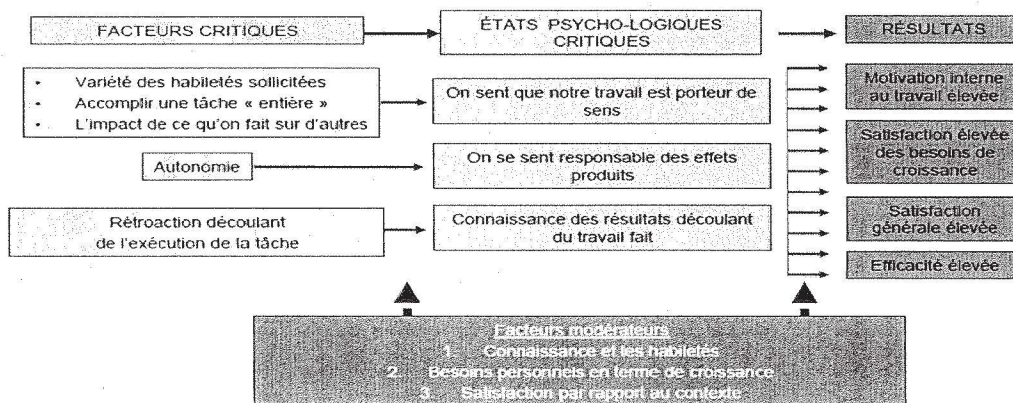 FACTEURS CRITIQUES
ÉTATS PSYCHO-LOGIQUES
CRITIQUES
RÉSULTATS
• Variété des habiletés sollicitées
• Accomplir une tâche « entière »
• L'impact de ce qu'on fait sur d'autres
On sent que notre travail est porteur de
sens
Motivation interne
au travail élevée
Autonomie
On se sent responsable des effets
produits
Satisfaction élevée
des besoins de
croissance
Rétroaction découlant
de l'exécution de la tâche
Connaissance des résultats découlant
du travail fait
Satisfaction
générale élevée
Efficacité élevée
Facteurs modérateurs
1. Connaissance et les habiletés
2. Besoins personnels en terme de croissance
3. Satisfaction par rapport au contexte